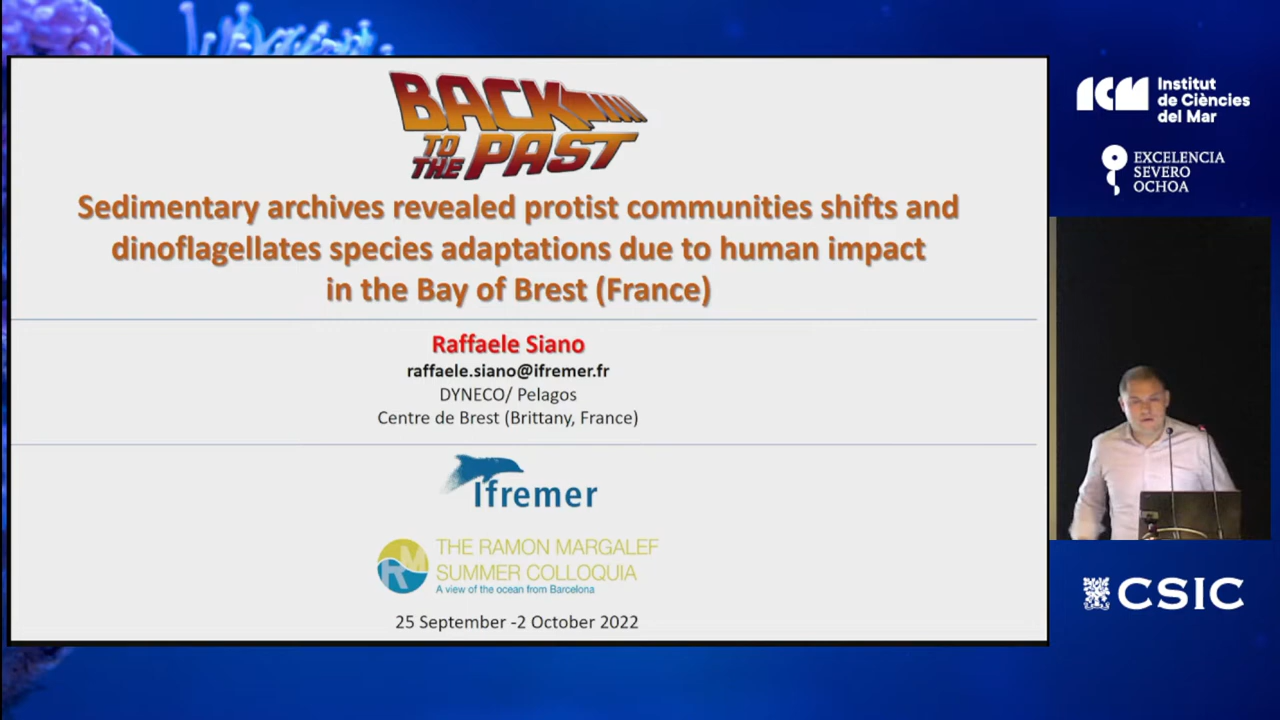 BACK
TO
THE PAST
Sedimentary archives revealed protist communities shifts and
dinoflagellates species adaptations due to human impact
in the Bay of Brest (France)
Raffaele Siano
raffaele.siano@ifremer.fr
DYNECO/ Pelagos
Centre de Brest (Brittany, France)
Ifremer
RM
THE RAMON MARGALEF
SUMMER COLLOQUIA
A view of the ocean from Barcelona
25 September -2 October 2022
ICM
Institut
de Ciències
del Mar
EXCELENCIA
SEVERO
OCHOA
CSIC